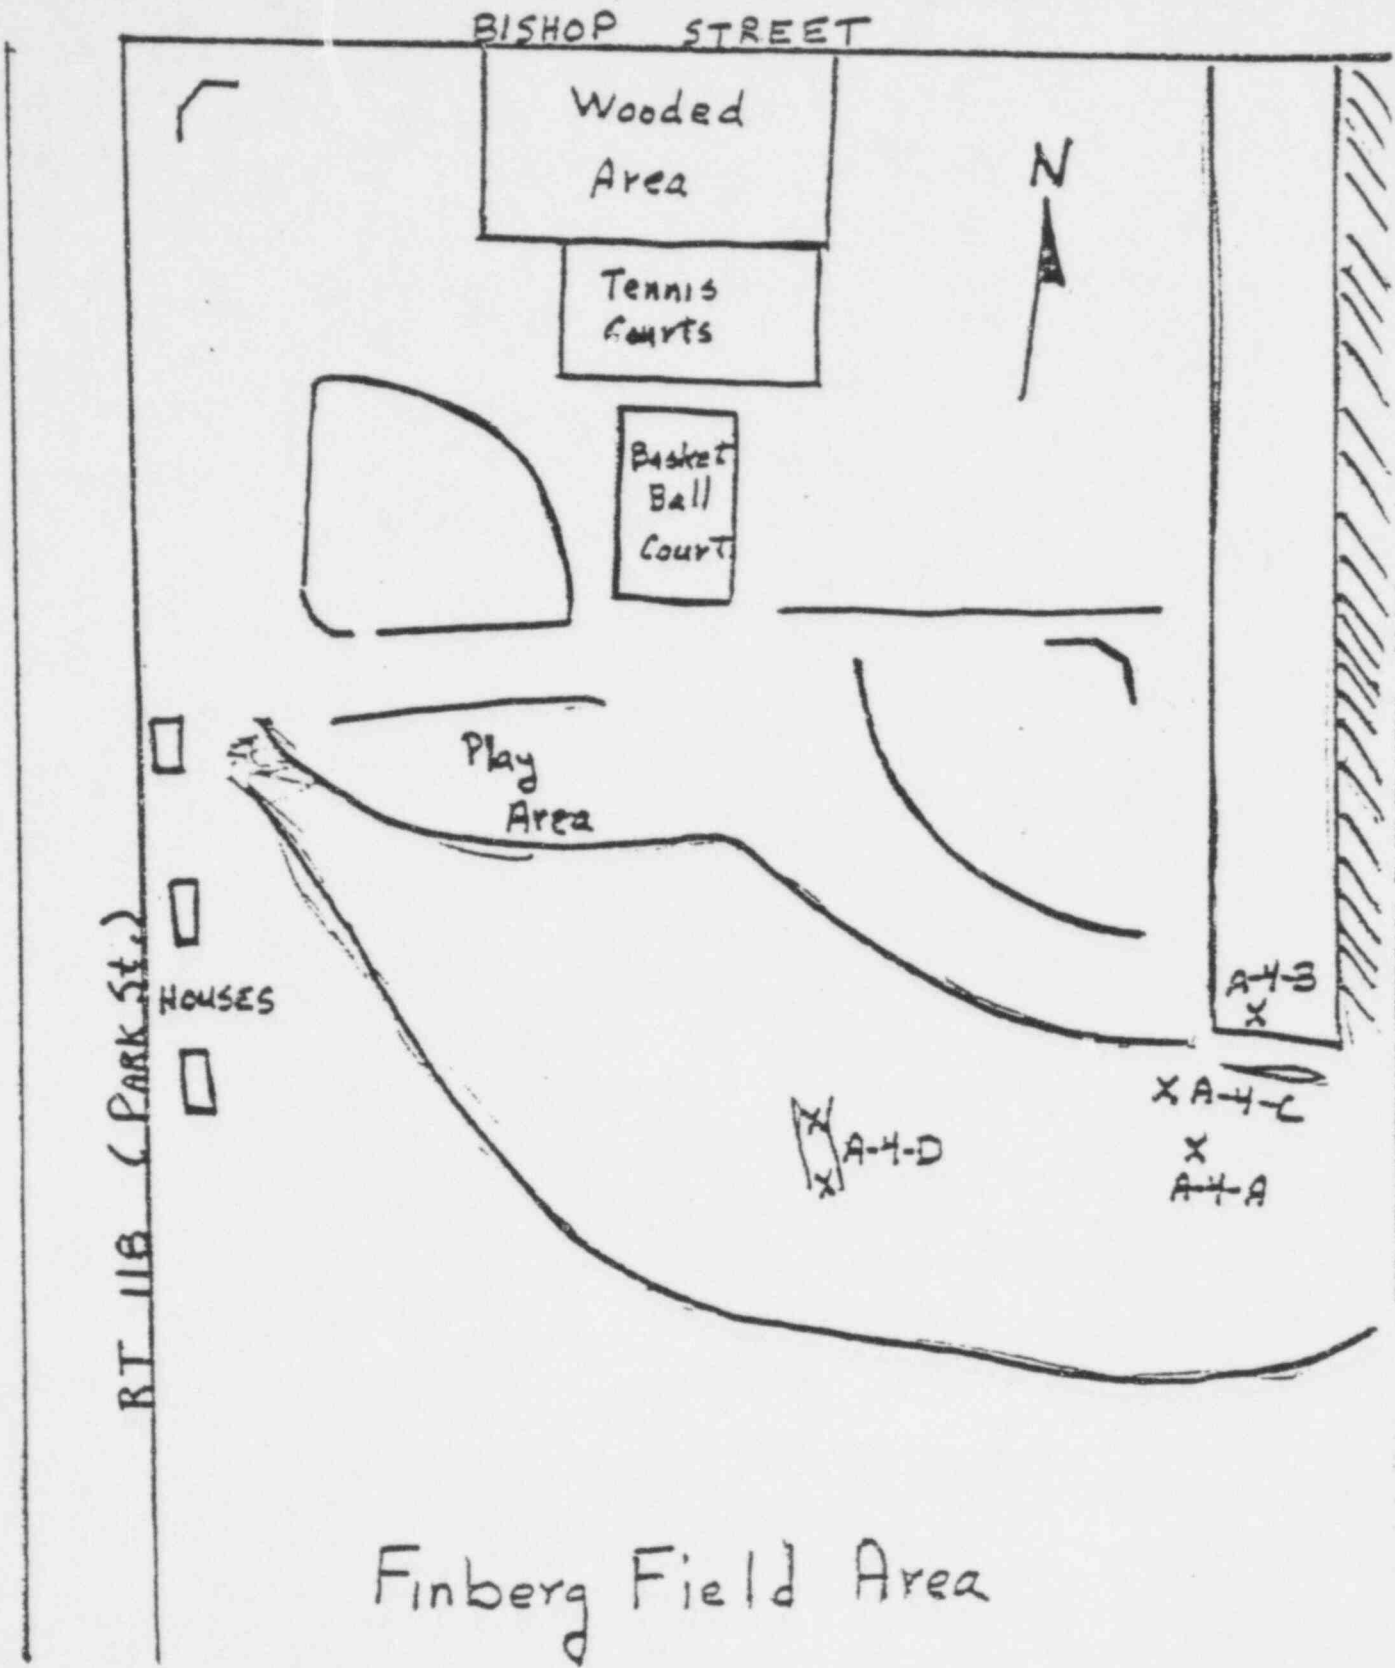 BISHOP STREET
Wooded
Area
N
Tennis
Courts
Basket
Ball
Court
Play
Area
HOUSES
RT 118 (PARK St.)
A-4-B
X
X A-4-C
X
X
A-4-D
X
A-4-A
X
Finberg Field Area